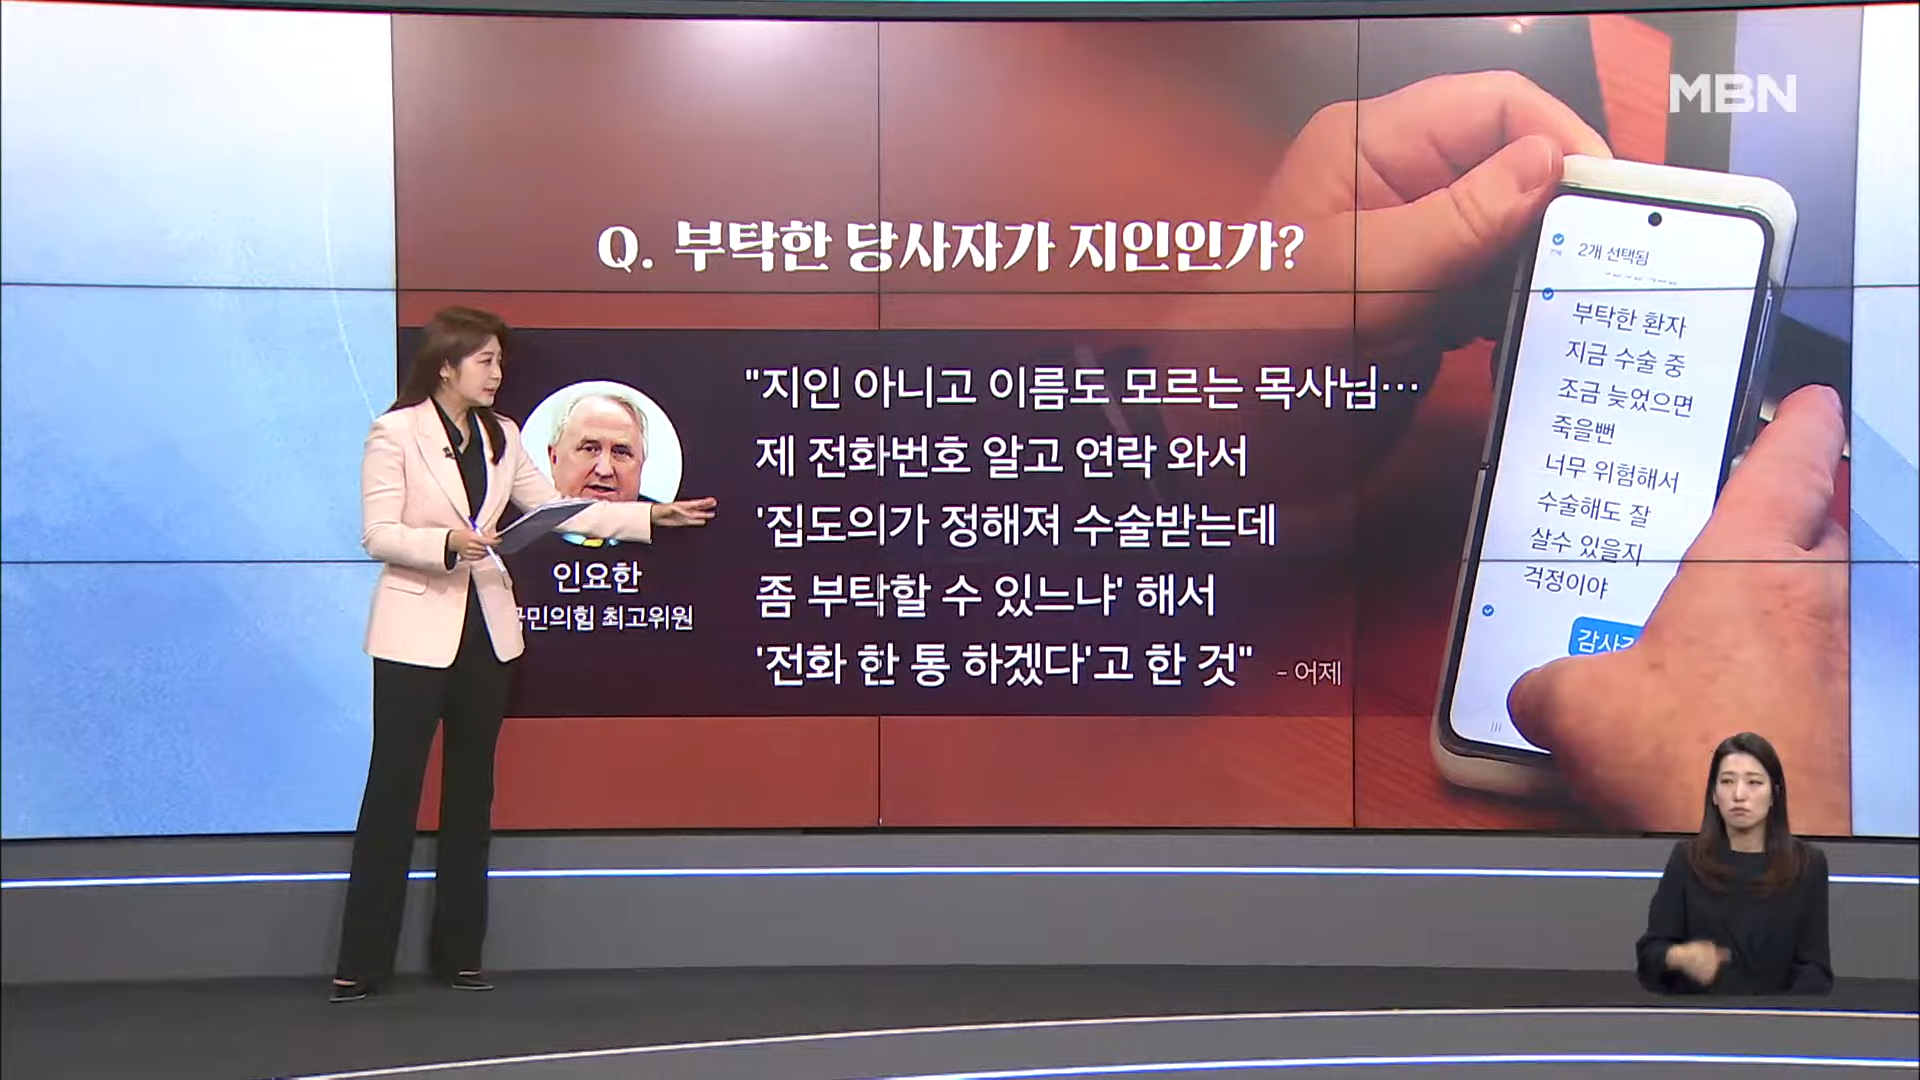 MBN
Q. 부탁한 당사자가 지인인가?
"지인 아니고 이름도 모르는 목사님…
제 전화번호 알고 연락 와서
'집도의가 정해져 수술받는데
좀 부탁할 수 있느냐' 해서
'전화 한 통 하겠다'고 한 것"
- 어제
인요한
국민의힘 최고위원
2개 선택됨
부탁한 환자
지금 수술 중
조금 늦었으면
죽을뻔
너무 위험해서
수술해도 잘
살수 있을지
걱정이야
감사